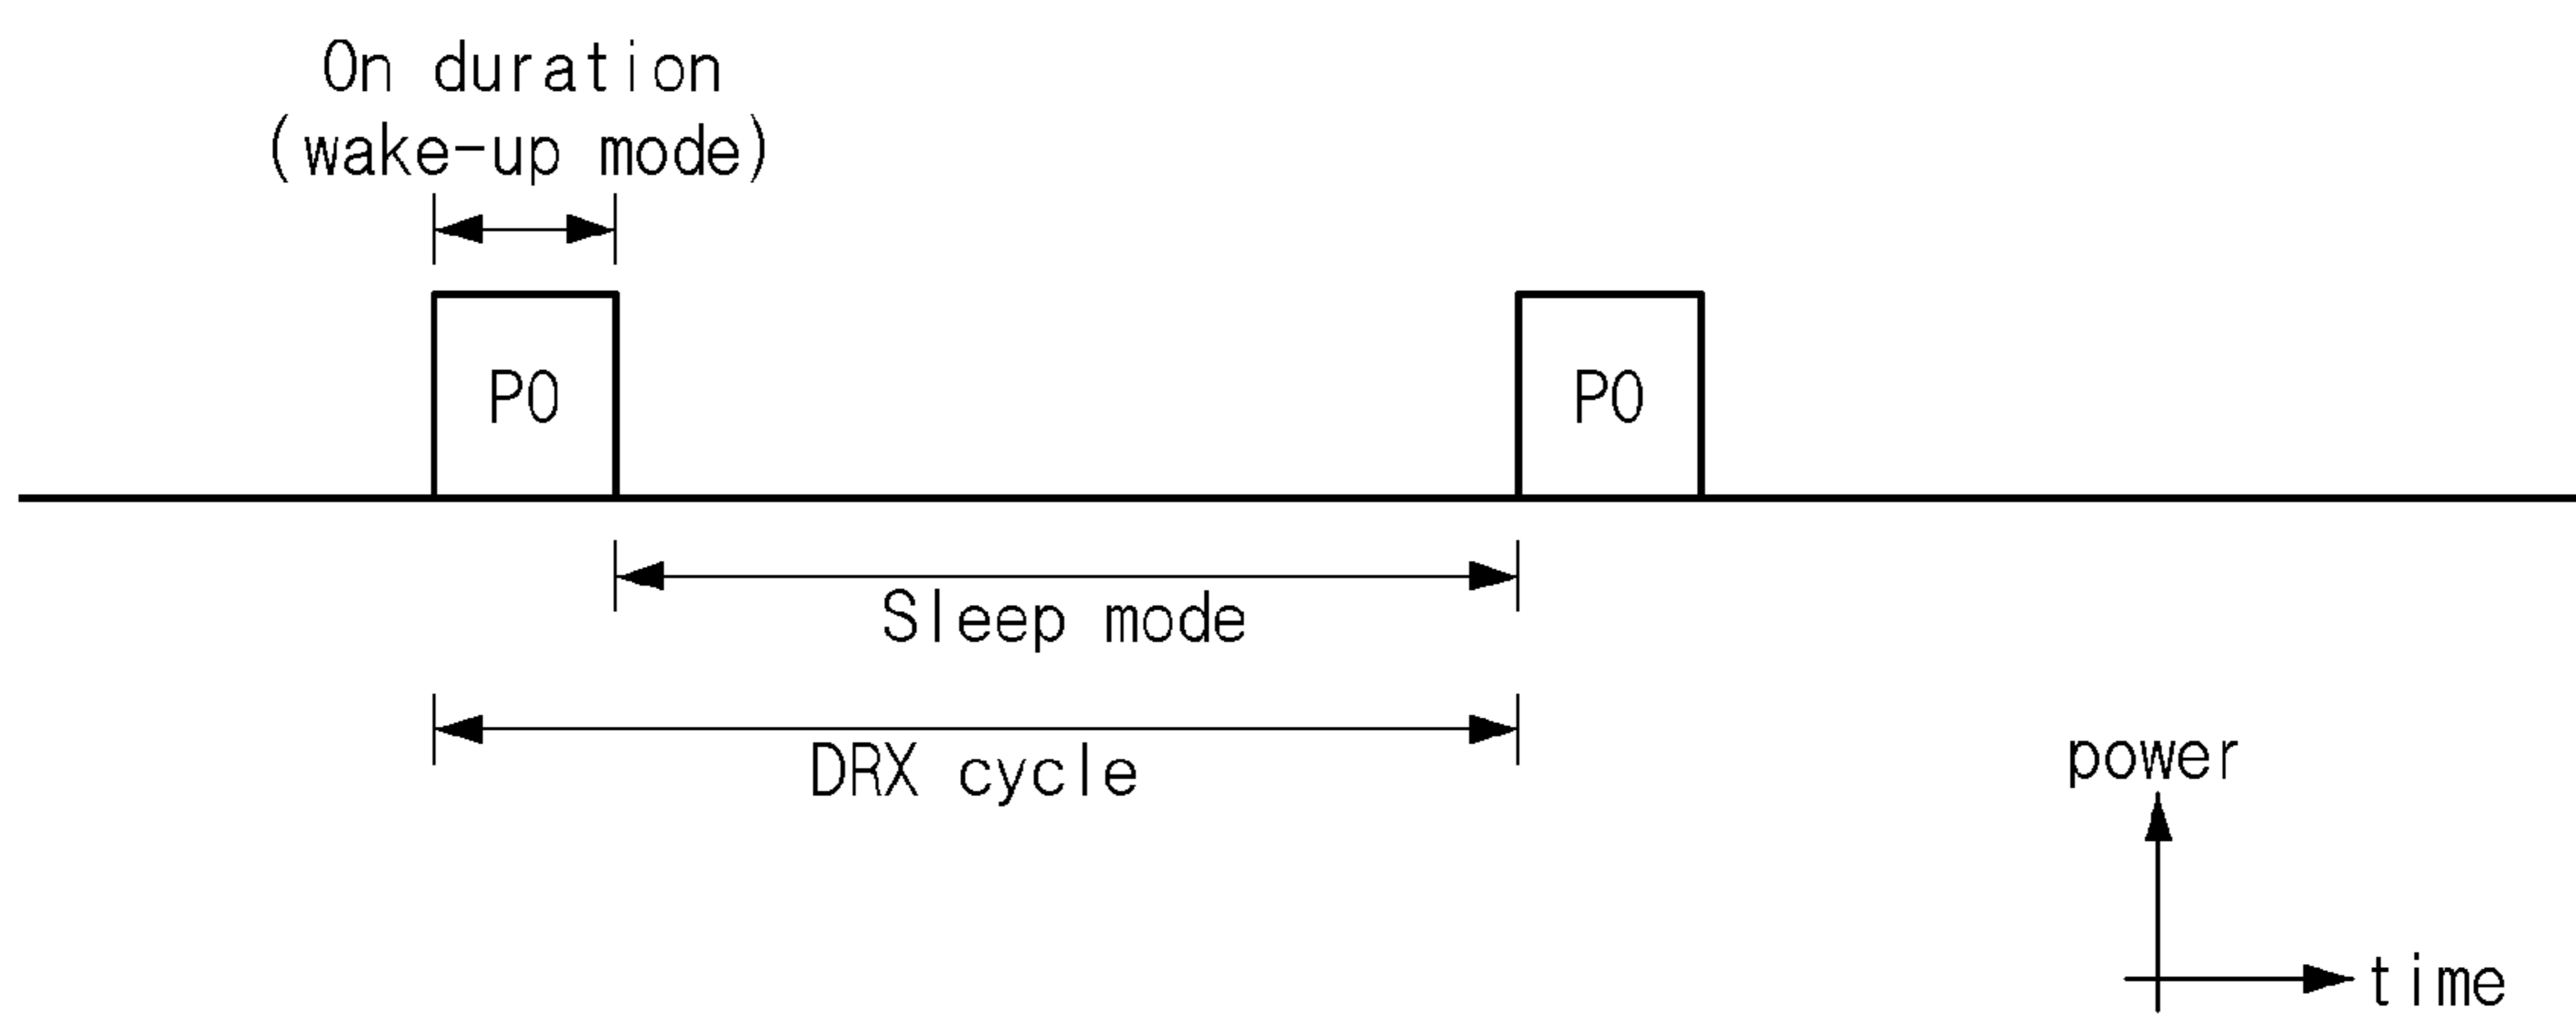 On duration
(wake-up mode)
PO
PO
Sleep mode
DRX cycle
power
time